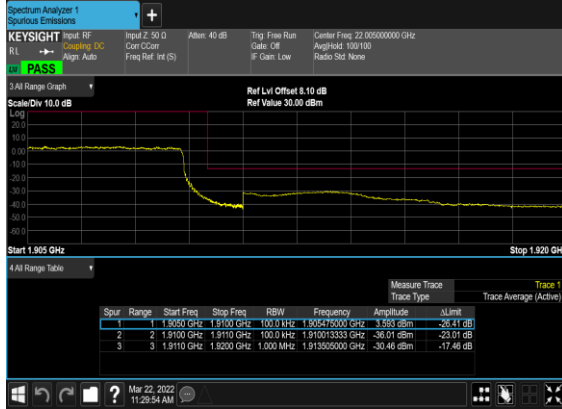 Spectrum Analyzer 1
Spurious Emissions
+
KEYSIGHT Input: RF
RL
Coupling: DC
Align: Auto
Input Z: 50 Ω
Corr CCorr
Freq Ref: Int (S)
Atten: 40 dB
Trig: Free Run
Gate: Off
IF Gain: Low
Center Freq: 22.005000000 GHz
Avg|Hold: 100/100
Radio Std: None
PASS
3 All Range Graph
Ref Lvl Offset 8.10 dB
Scale/Div 10.0 dB
Ref Value 30.00 dBm
Log
20.0
10.0
0.00
-10.0
-20.0
-30.0
-40.0
-50.0
-60.0
Start 1.905 GHz
Stop 1.920 GH
4 All Range Table
Measure Trace Trace 1
Trace Type Trace Average (Active)
Spur Range Start Freq Stop Freq RBW Frequency Amplitude ΔLimit
1 1 1.9050 GHz 1.9100 GHz 100.0 kHz 1.905475000 GHz 3.593 dBm -26.41 dB
2 2 1.9100 GHz 1.9110 GHz 100.0 kHz 1.910013333 GHz -36.01 dBm -23.01 dB
3 3 1.9110 GHz 1.9200 GHz 1.000 MHz 1.913505000 GHz -30.46 dBm -17.46 dB
?
Mar 22, 2022
11:29:54 AM